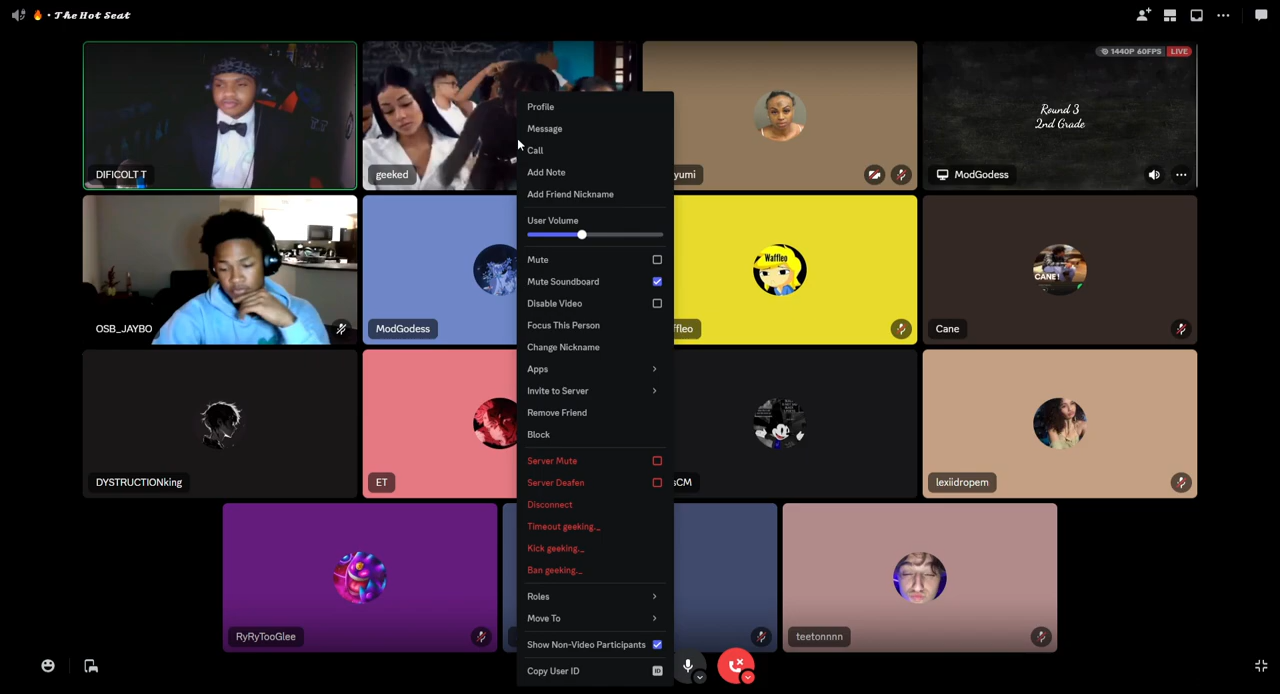 🔥 • The Hot Seat
1440P 60FPS LIVE
Round 3
2nd Grade
DIFICOLT T
geeked
yumi
ModGodess
OSB_JAYBO
ModGodess
Waffleo
ffleo
CANE!
Cane
DYSTRUCTIONking
ET
sCM
lexiidropem
RyRyTooGlee
teetonnnn
Profile
Message
Call
Add Note
Add Friend Nickname
User Volume
Mute
Mute Soundboard
Disable Video
Focus This Person
Change Nickname
Apps
Invite to Server
Remove Friend
Block
Server Mute
Server Deafen
Disconnect
Timeout geeking._
Kick geeking._
Ban geeking._
Roles
Move To
Show Non-Video Participants
Copy User ID
ID